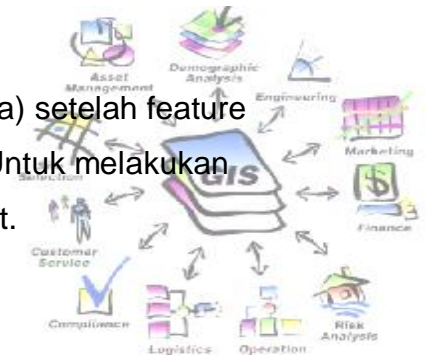 Asset
Management
Demographic
Analysis
Engineering
a) setelah feature
Marketing
Untuk melakukan
Selection
GIS
t.
Finance
Customer
Service
Compliance
Logistics
Operation
Risk
Analysis